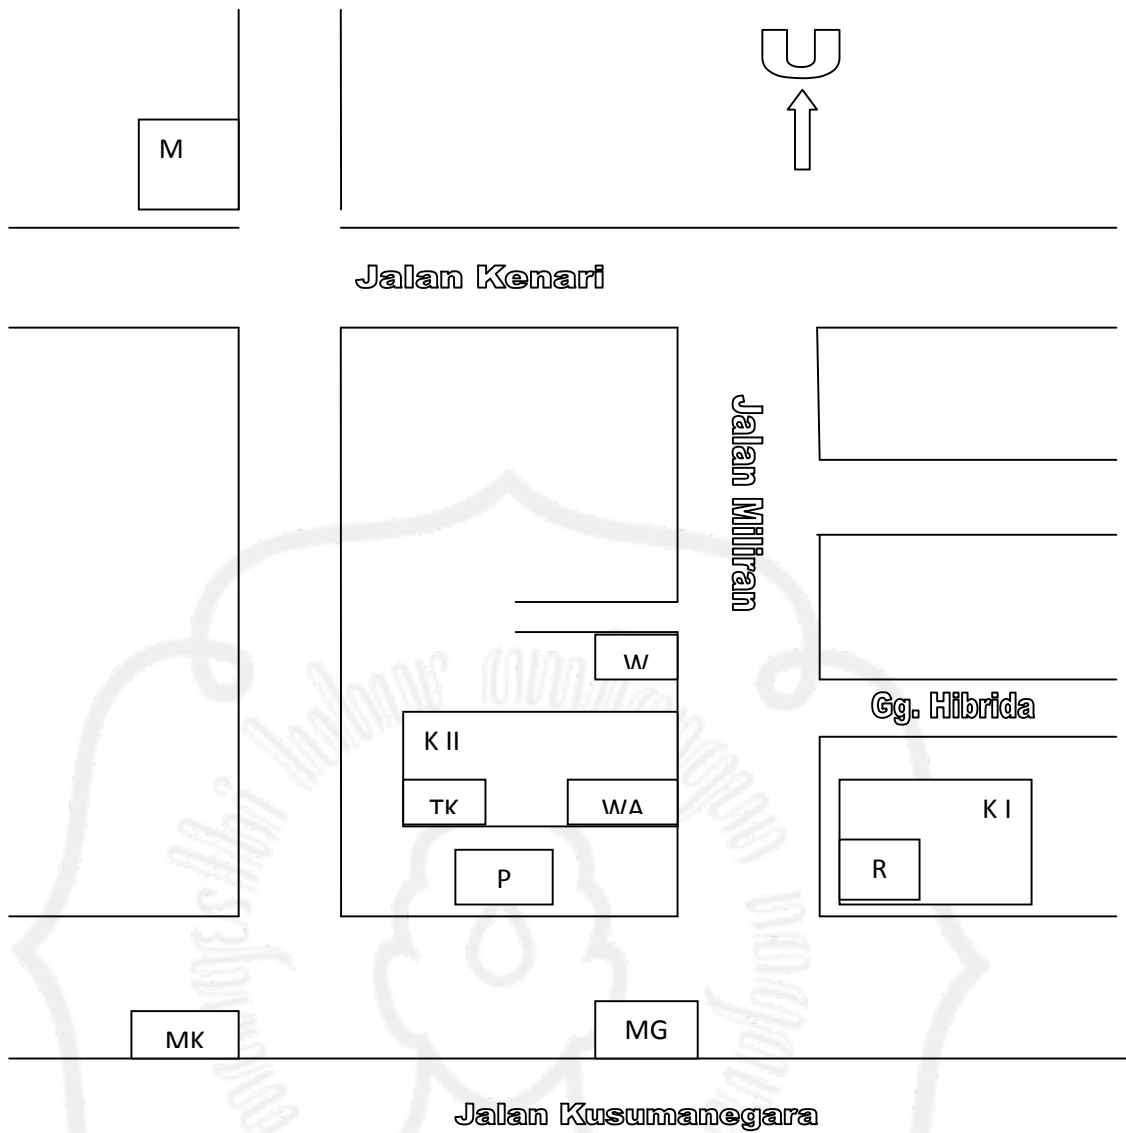 U
M
Jalan Kenari
Jalan Miliran
W
Gg. Hibrida
K II
TK
WA
K I
P
R
MK
MG
Jalan Kusumanegara